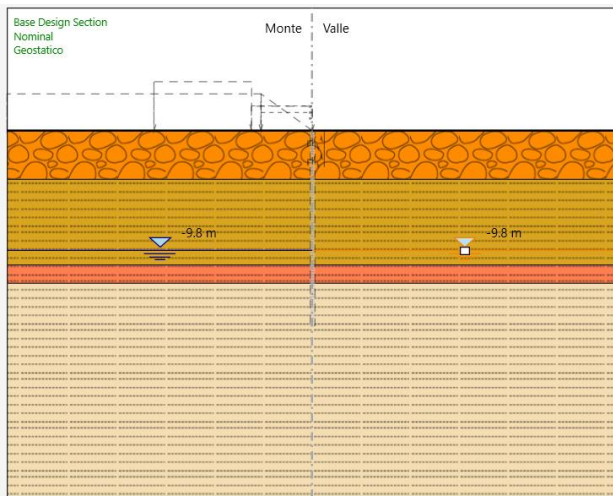 Base Design Section
Nominal
Geostatico
Monte
Valle
-9.8 m
-9.8 m